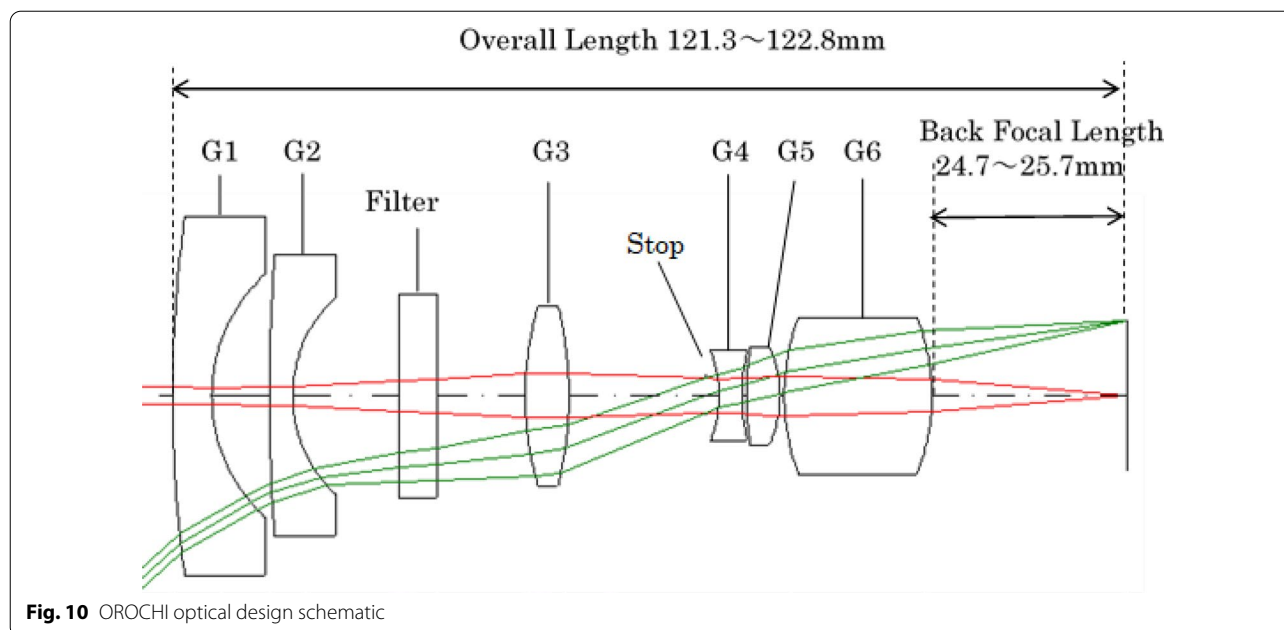 Overall Length 121.3～122.8mm
Back Focal Length
24.7～25.7mm
G1
G2
G3
G4
G5
G6
Filter
Stop
Fig. 10 OROCHI optical design schematic